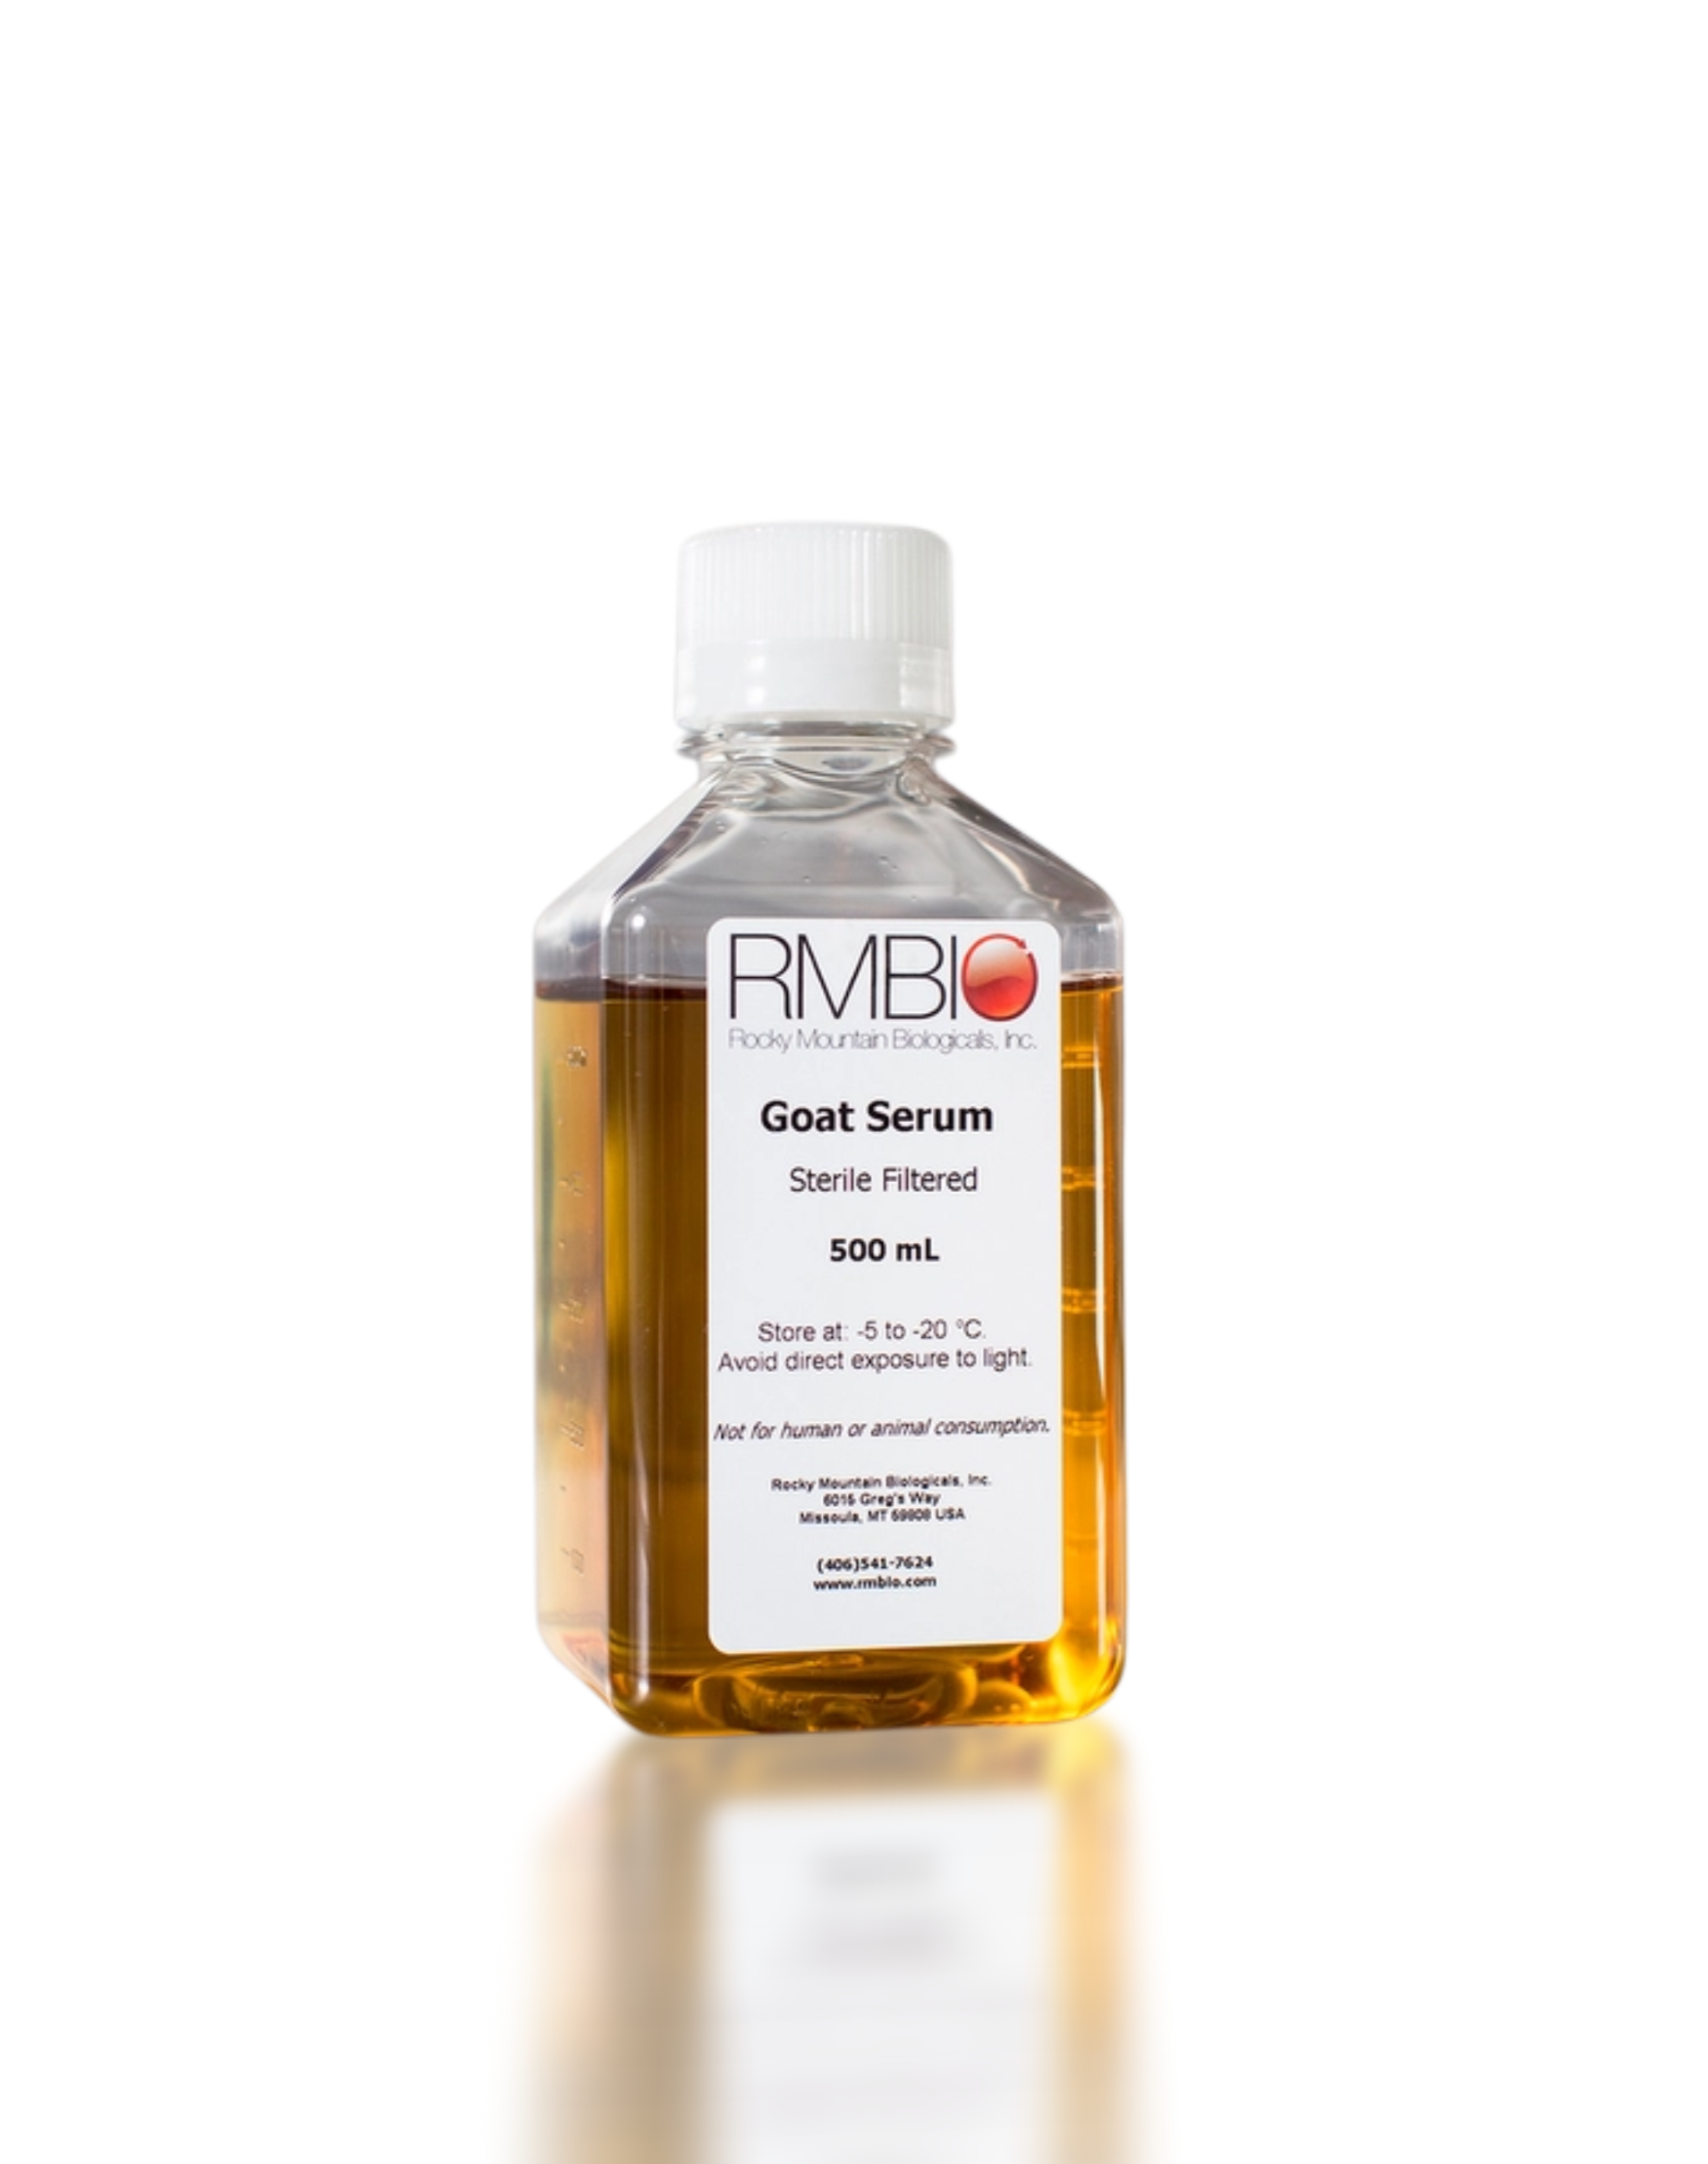 RMBIO
Rocky Mountain Biologicals, Inc.
Goat Serum
Sterile Filtered
500 mL
Store at: -5 to -20 °C.
Avoid direct exposure to light.
Not for human or animal consumption.
Rocky Mountain Biologicals, Inc.
6015 Greg's Way
Missoula, MT 59808 USA
(406)541-7624
www.rmbio.com